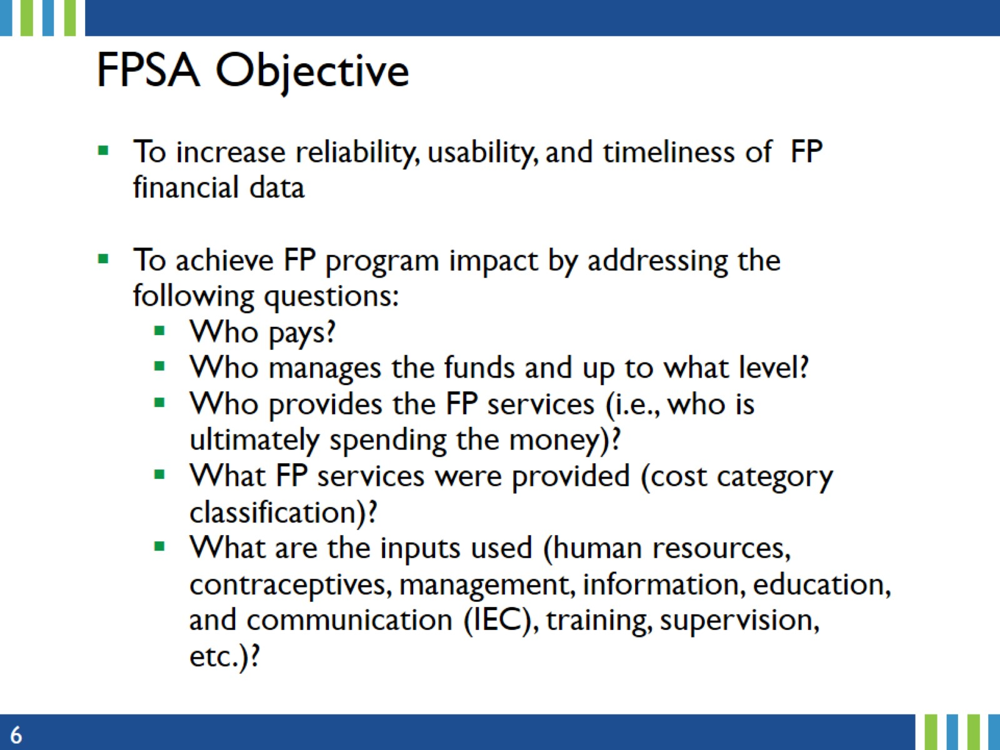 FPSA Objective
▪ To increase reliability, usability, and timeliness of  FP
financial data
▪ To achieve FP program impact by addressing the
following questions:
▪ Who pays?
▪ Who manages the funds and up to what level?
▪ Who provides the FP services (i.e., who is
ultimately spending the money)?
▪ What FP services were provided (cost category
classification)?
▪ What are the inputs used (human resources,
contraceptives, management, information, education,
and communication (IEC), training, supervision,
etc.)?
6